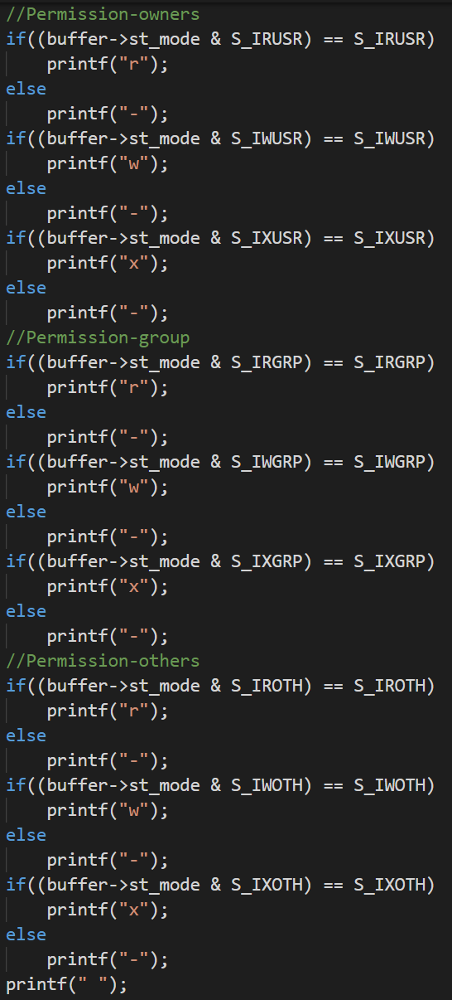 //Permission-owners
if((buffer->st_mode & S_IRUSR) == S_IRUSR)
    printf("r");
else
    printf("-");
if((buffer->st_mode & S_IWUSR) == S_IWUSR)
    printf("w");
else
    printf("-");
if((buffer->st_mode & S_IXUSR) == S_IXUSR)
    printf("x");
else
    printf("-");
//Permission-group
if((buffer->st_mode & S_IRGRP) == S_IRGRP)
    printf("r");
else
    printf("-");
if((buffer->st_mode & S_IWGRP) == S_IWGRP)
    printf("w");
else
    printf("-");
if((buffer->st_mode & S_IXGRP) == S_IXGRP)
    printf("x");
else
    printf("-");
//Permission-others
if((buffer->st_mode & S_IROTH) == S_IROTH)
    printf("r");
else
    printf("-");
if((buffer->st_mode & S_IWOTH) == S_IWOTH)
    printf("w");
else
    printf("-");
if((buffer->st_mode & S_IXOTH) == S_IXOTH)
    printf("x");
else
    printf("-");
printf(" ");